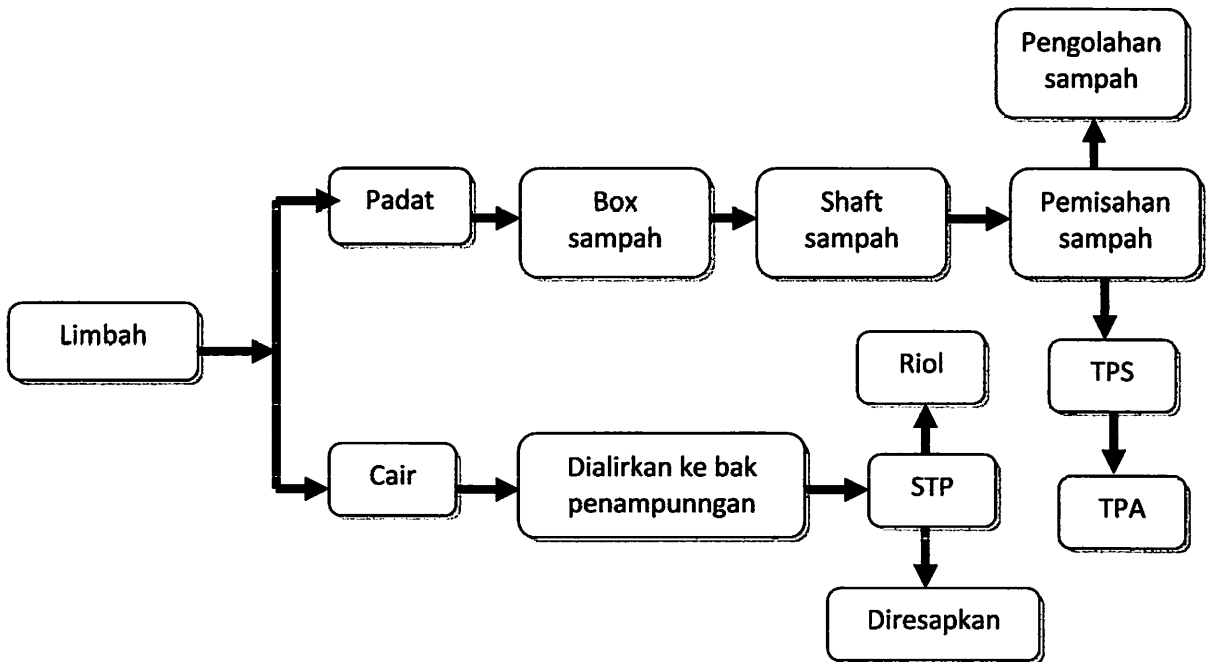 Pengolahan
sampah
Padat
Box
sampah
Shaft
sampah
Pemisahan
sampah
Limbah
Riol
TPS
Cair
Dialirkan ke bak
penampunngan
STP
TPA
Diresapkan